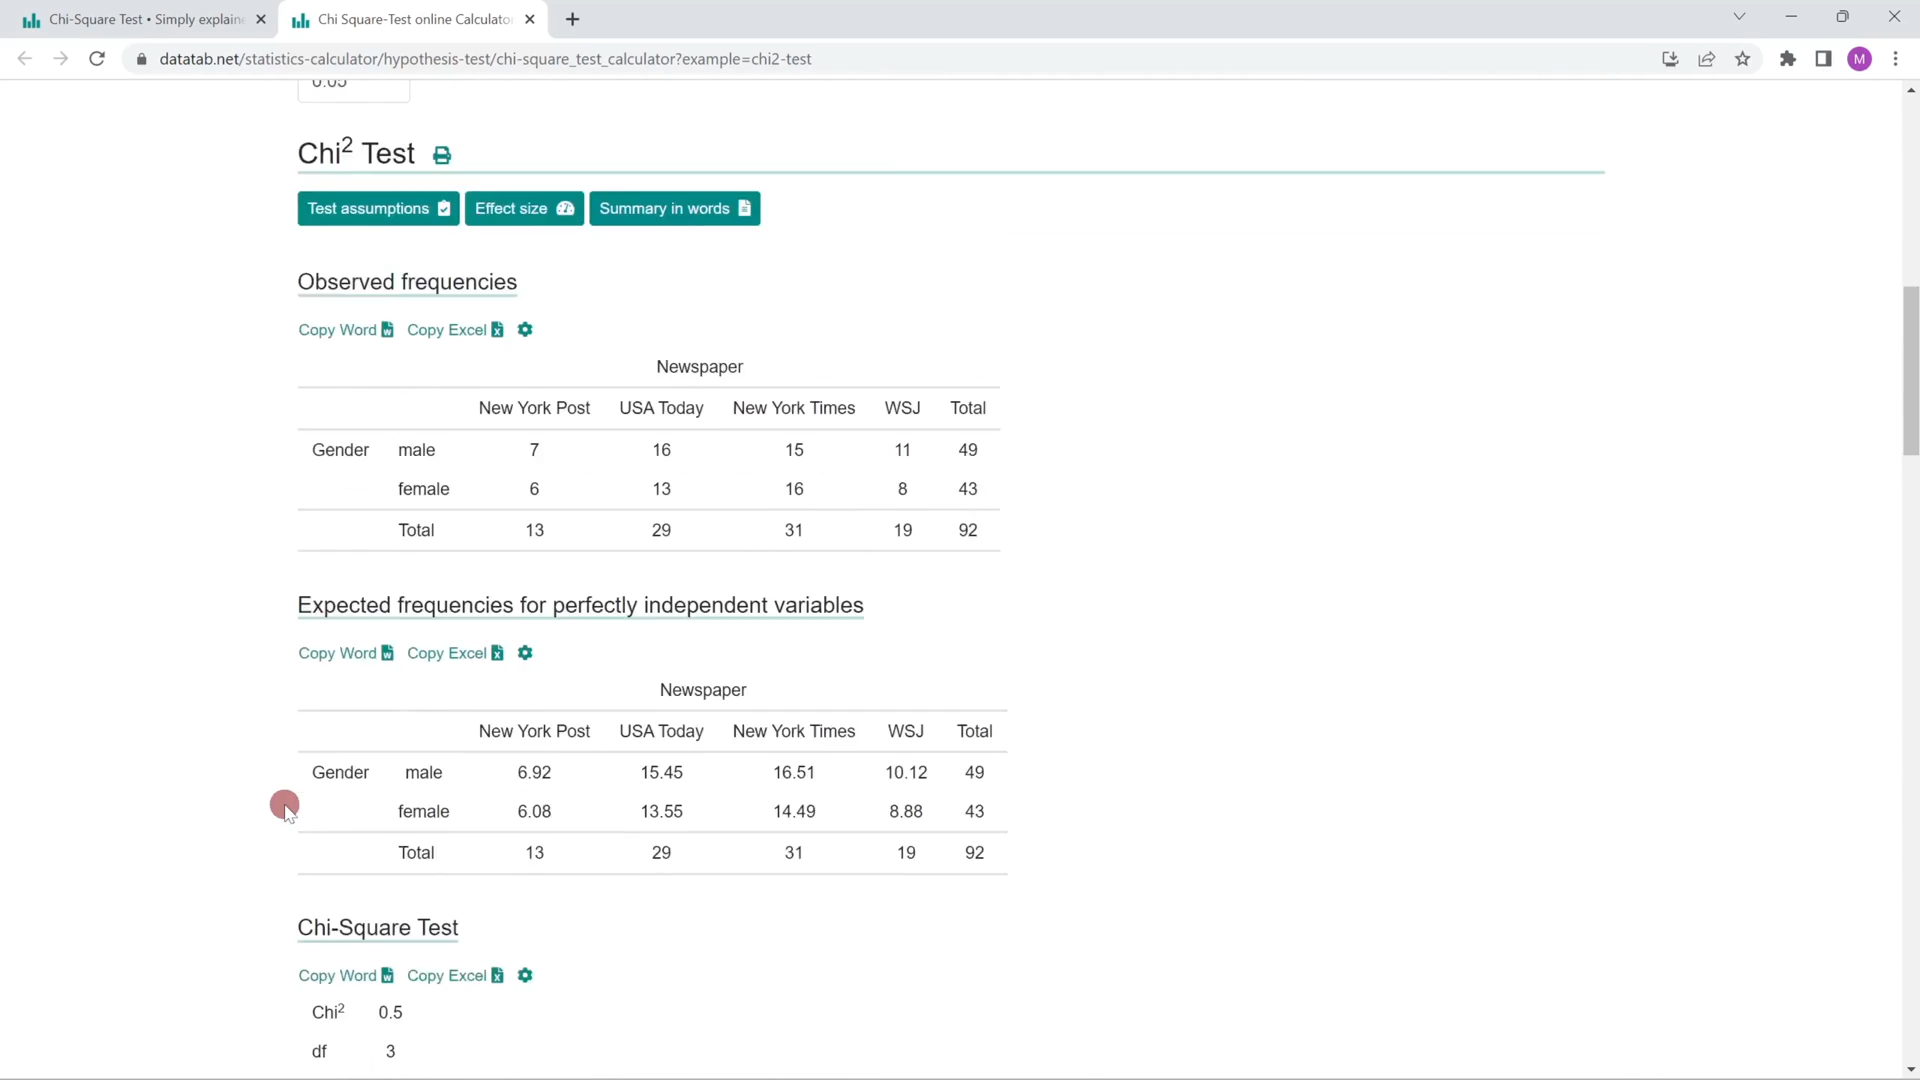 Chi-Square Test • Simply explain
Chi Square-Test online Calculato
datatab.net/statistics-calculator/hypothesis-test/chi-square_test_calculator?example=chi2-test
M
0.05
Chi² Test
Test assumptions Effect size Summary in words
Observed frequencies
Copy Word Copy Excel
Newspaper
New York Post USA Today New York Times WSJ Total
Gender male 7 16 15 11 49
female 6 13 16 8 43
Total 13 29 31 19 92
Expected frequencies for perfectly independent variables
Copy Word Copy Excel
Newspaper
New York Post USA Today New York Times WSJ Total
Gender male 6.92 15.45 16.51 10.12 49
female 6.08 13.55 14.49 8.88 43
Total 13 29 31 19 92
Chi-Square Test
Copy Word Copy Excel
Chi² 0.5
df 3